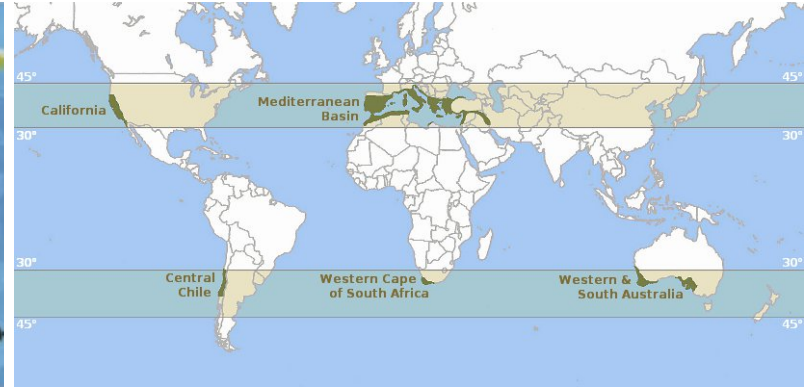 45°
45°
California
Mediterranean
Basin
30°
30°
30°
30°
Central
Chile
Western Cape
of South Africa
Western &
South Australia
45°
45°